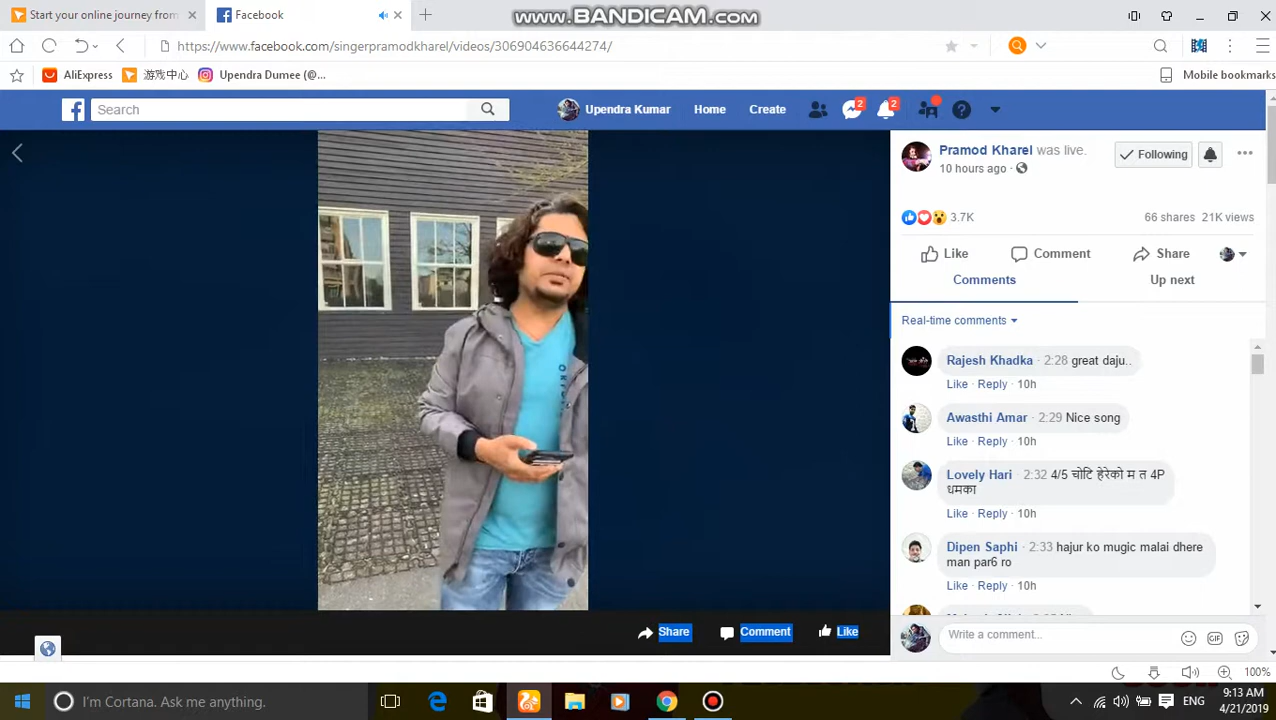 Start your online journey from
Facebook
www.BANDICAM.com
https://www.facebook.com/singerpramodkharel/videos/306904636644274/
AliExpress
游戏中心
Upendra Dumee (@...
Mobile bookmarks
Search
Upendra Kumar
Home
Create
2
2
Pramod Kharel was live.
10 hours ago
Following
3.7K
66 shares 21K views
Like
Comment
Share
Comments
Up next
Real-time comments
Rajesh Khadka 2:28 great daju..
Like · Reply · 10h
Awasthi Amar 2:29 Nice song
Like · Reply · 10h
Lovely Hari 2:32 4/5 चोटि हेरेको म त 4P
धमका
Like · Reply · 10h
Dipen Saphi 2:33 hajur ko mugic malai dhere
man par6 ro
Like · Reply · 10h
Share
Comment
Like
Write a comment...
GIF
100%
I'm Cortana. Ask me anything.
ENG
9:13 AM
4/21/2019